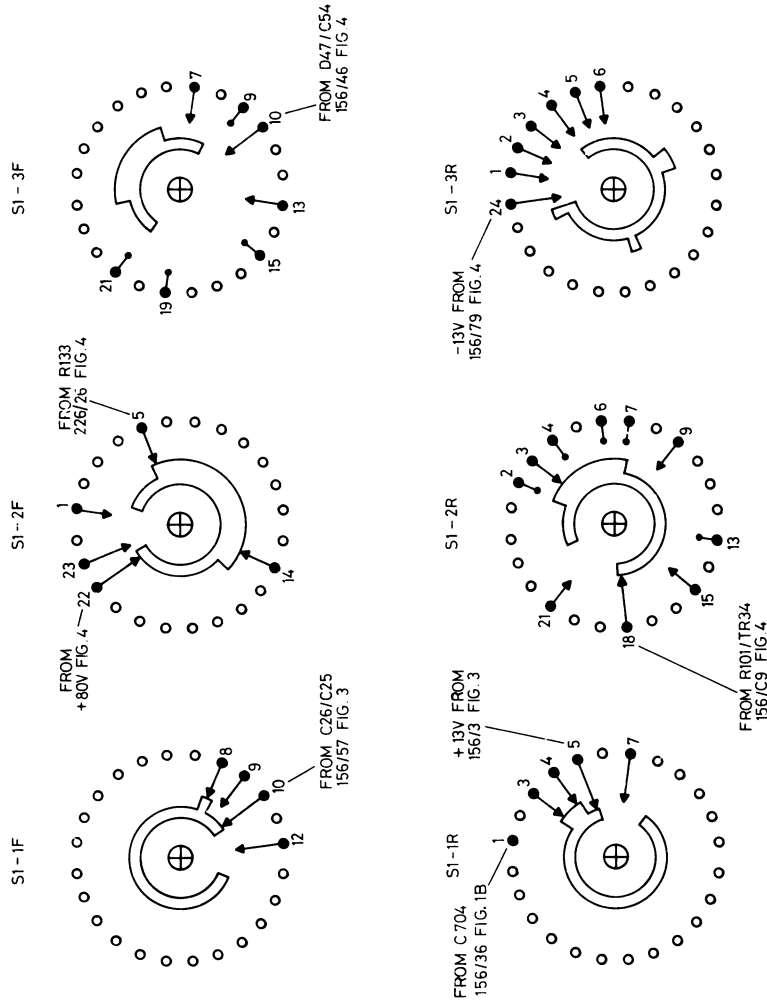 S1-1F
8
9
10
12
FROM C26/C25
156/57 FIG. 3
S1-2F
FROM
+80V FIG. 4
22
23
1
5
14
FROM R133
226/26 FIG. 4
S1-3F
21
19
15
13
10
9
7
FROM D47/C54
156/46 FIG. 4
S1-1R
FROM C704
156/36 FIG. 1B
1
3
4
5
7
+13V FROM
156/3 FIG. 3
S1-2R
21
2
3
4
6
7
9
13
15
18
FROM R101/TR34
156/C9 FIG. 4
S1-3R
-13V FROM
156/79 FIG. 4
24
1
2
3
4
5
6